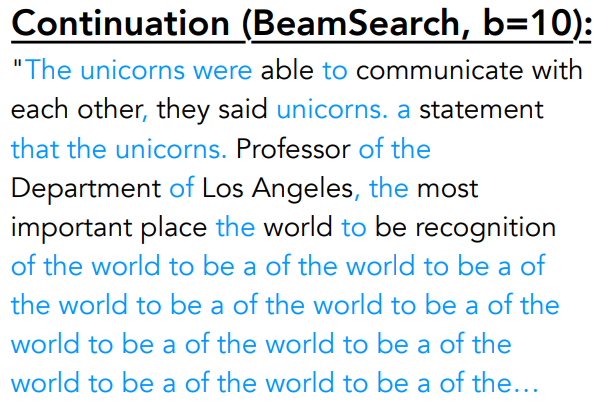 Continuation (BeamSearch, b=10):
"The unicorns were able to communicate with
each other, they said unicorns. a statement
that the unicorns. Professor of the
Department of Los Angeles, the most
important place the world to be recognition
of the world to be a of the world to be a of
the world to be a of the world to be a of the
world to be a of the world to be a of the
world to be a of the world to be a of the…